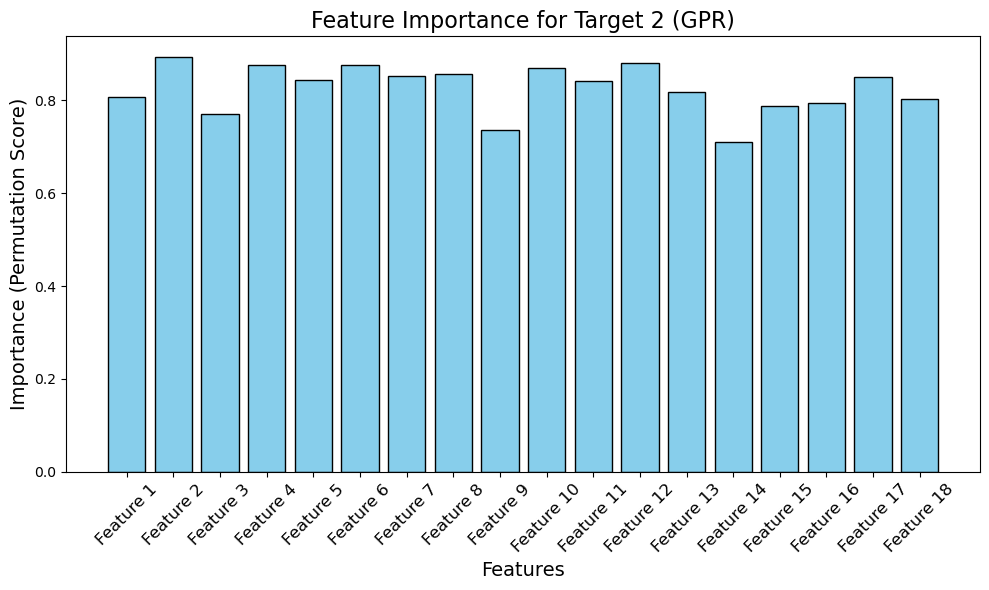 Feature Importance for Target 2 (GPR)
Importance (Permutation Score)
0.8
0.6
0.4
0.2
0.0
Feature 1
Feature 2
Feature 3
Feature 4
Feature 5
Feature 6
Feature 7
Feature 8
Feature 9
Feature 10
Feature 11
Feature 12
Feature 13
Feature 14
Feature 15
Feature 16
Feature 17
Feature 18
Features